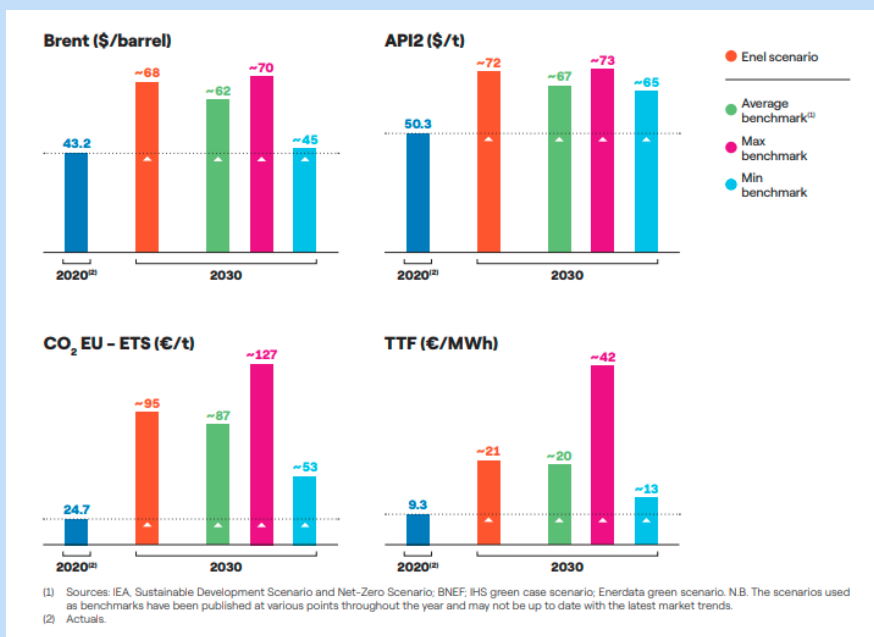 Brent ($/barrel)
43.2
~68
~62
~70
~45
2020(2)
2030
API2 ($/t)
50.3
~72
~67
~73
~65
2020(2)
2030
Enel scenario
Average
benchmark(1)
Max
benchmark
Min
benchmark
CO2 EU – ETS (€/t)
24.7
~95
~87
~127
~53
2020(2)
2030
TTF (€/MWh)
9.3
~21
~20
~42
~13
2020(2)
2030
(1) Sources: IEA, Sustainable Development Scenario and Net-Zero Scenario; BNEF; IHS green case scenario; Enerdata green scenario. N.B. The scenarios used
as benchmarks have been published at various points throughout the year and may not be up to date with the latest market trends.
(2) Actuals.